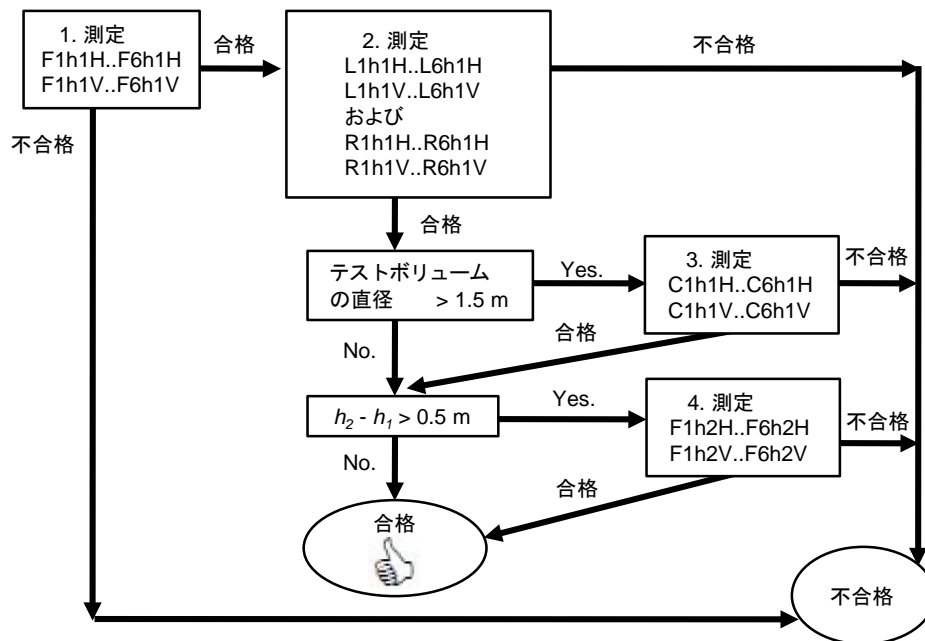 1. 測定
F1h1H..F6h1H
F1h1V..F6h1V
合格
2. 測定
L1h1H..L6h1H
L1h1V..L6h1V
および
R1h1H..R6h1H
R1h1V..R6h1V
不合格
不合格
合格
テストボリューム
の直径 > 1.5 m
Yes.
3. 測定
C1h1H..C6h1H
C1h1V..C6h1V
不合格
合格
No.
h2 - h1 > 0.5 m
Yes.
4. 測定
F1h2H..F6h2H
F1h2V..F6h2V
不合格
合格
No.
合格
不合格